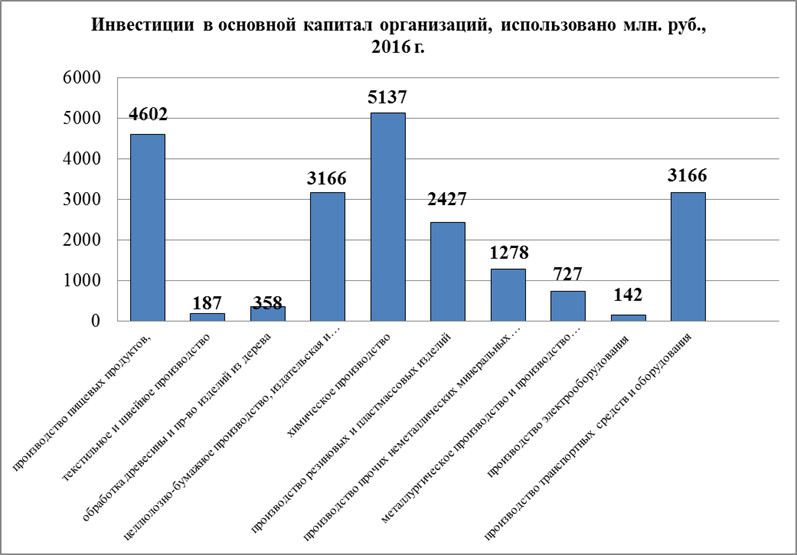 Инвестиции в основной капитал организаций, использовано млн. руб.,
2016 г.
6000
5000
4000
3000
2000
1000
0
4602
187
358
3166
5137
2427
1278
727
142
3166
производство пищевых продуктов,
текстильное и швейное производство
обработка древесины и пр-во изделий из дерева
целлюлозно-бумажное производство, издательская и…
химическое производство
производство резиновых и пластмассовых изделий
производство прочих неметаллических минеральных…
металлургическое производство и производство…
производство электрооборудования
производство транспортных средств и оборудования